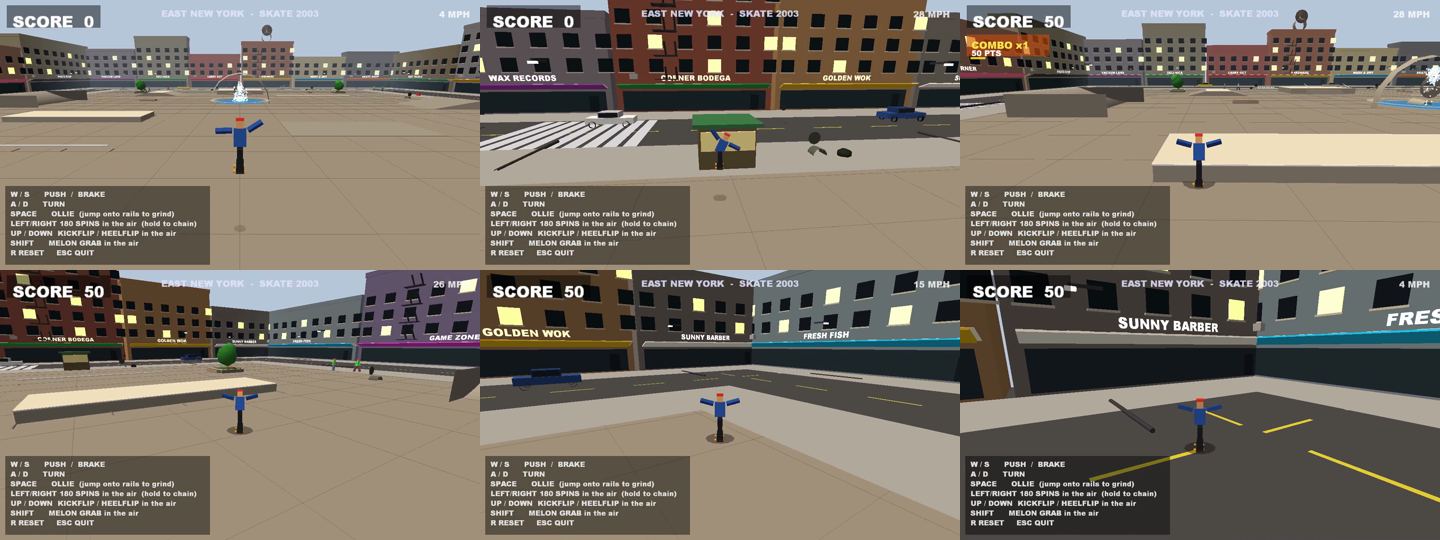 SCORE 0
EAST NEW YORK - SKATE 2003
4 MPH
W / S PUSH / BRAKE
A / D TURN
SPACE OLLIE (jump onto rails to grind)
LEFT/RIGHT 180 SPINS in the air (hold to chain)
UP / DOWN KICKFLIP / HEELFLIP in the air
SHIFT MELON GRAB in the air
R RESET ESC QUIT
SCORE 0
EAST NEW YORK - SKATE 2003
28 MPH
WAX RECORDS
CORNER BODEGA
GOLDEN WOK
W / S PUSH / BRAKE
A / D TURN
SPACE OLLIE (jump onto rails to grind)
LEFT/RIGHT 180 SPINS in the air (hold to chain)
UP / DOWN KICKFLIP / HEELFLIP in the air
SHIFT MELON GRAB in the air
R RESET ESC QUIT
SCORE 50
EAST NEW YORK - SKATE 2003
28 MPH
COMBO x1
50 PTS
W / S PUSH / BRAKE
A / D TURN
SPACE OLLIE (jump onto rails to grind)
LEFT/RIGHT 180 SPINS in the air (hold to chain)
UP / DOWN KICKFLIP / HEELFLIP in the air
SHIFT MELON GRAB in the air
R RESET ESC QUIT
SCORE 50
EAST NEW YORK - SKATE 2003
26 MPH
CORNER BODEGA
GOLDEN WOK
SUNNY BARBER
FRESH FISH
GAME ZONE
W / S PUSH / BRAKE
A / D TURN
SPACE OLLIE (jump onto rails to grind)
LEFT/RIGHT 180 SPINS in the air (hold to chain)
UP / DOWN KICKFLIP / HEELFLIP in the air
SHIFT MELON GRAB in the air
R RESET ESC QUIT
SCORE 50
EAST NEW YORK - SKATE 2003
15 MPH
GOLDEN WOK
SUNNY BARBER
FRESH FISH
W / S PUSH / BRAKE
A / D TURN
SPACE OLLIE (jump onto rails to grind)
LEFT/RIGHT 180 SPINS in the air (hold to chain)
UP / DOWN KICKFLIP / HEELFLIP in the air
SHIFT MELON GRAB in the air
R RESET ESC QUIT
SCORE 50
EAST NEW YORK - SKATE 2003
4 MPH
SUNNY BARBER
FRES
W / S PUSH / BRAKE
A / D TURN
SPACE OLLIE (jump onto rails to grind)
LEFT/RIGHT 180 SPINS in the air (hold to chain)
UP / DOWN KICKFLIP / HEELFLIP in the air
SHIFT MELON GRAB in the air
R RESET ESC QUIT